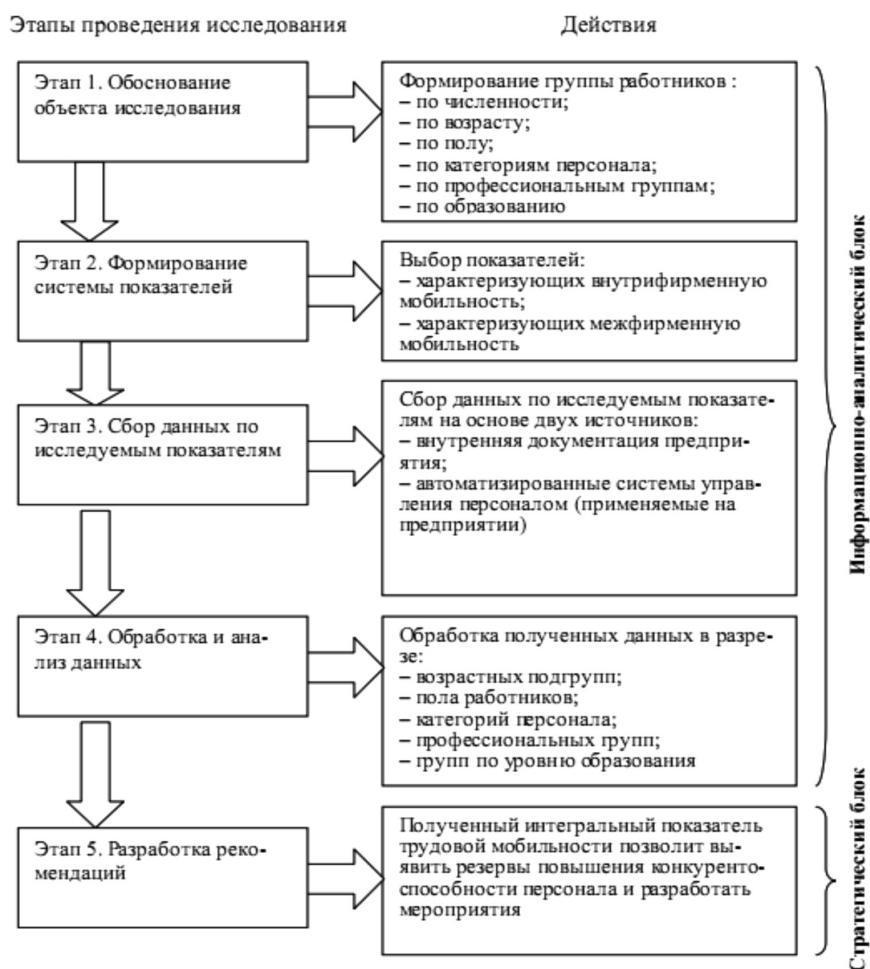 Этапы проведения исследования
Действия
Этап 1. Обоснование
объекта исследования
Формирование группы работников :
– по численности;
– по возрасту;
– по полу;
– по категориям персонала;
– по профессиональным группам;
– по образованию
Этап 2. Формирование
системы показателей
Выбор показателей:
– характеризующих внутрифирменную
мобильность;
– характеризующих межфирменную
мобильность
Этап 3. Сбор данных по
исследуемым показателям
Сбор данных по исследуемым показате-
лям на основе двух источников:
– внутренняя документация предпри-
ятия;
– автоматизированные системы управ-
ления персоналом (применяемые на
предприятии)
Этап 4. Обработка и ана-
лиз данных
Обработка полученных данных в разре-
зе:
– возрастных подгрупп;
– пола работников;
– категорий персонала;
– профессиональных групп;
– групп по уровню образования
Информационно-аналитический блок
Этап 5. Разработка реко-
мендаций
Полученный интегральный показатель
трудовой мобильности позволит вы-
явить резервы повышения конкуренто-
способности персонала и разработать
мероприятия
Стратегический блок